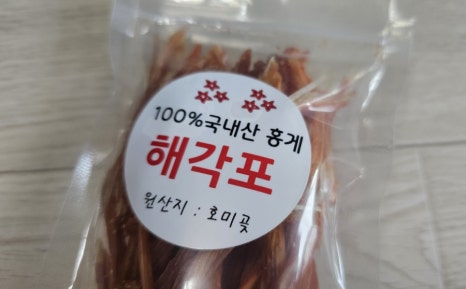 100%국내산 홍게
해각포
원산지 : 호미곶